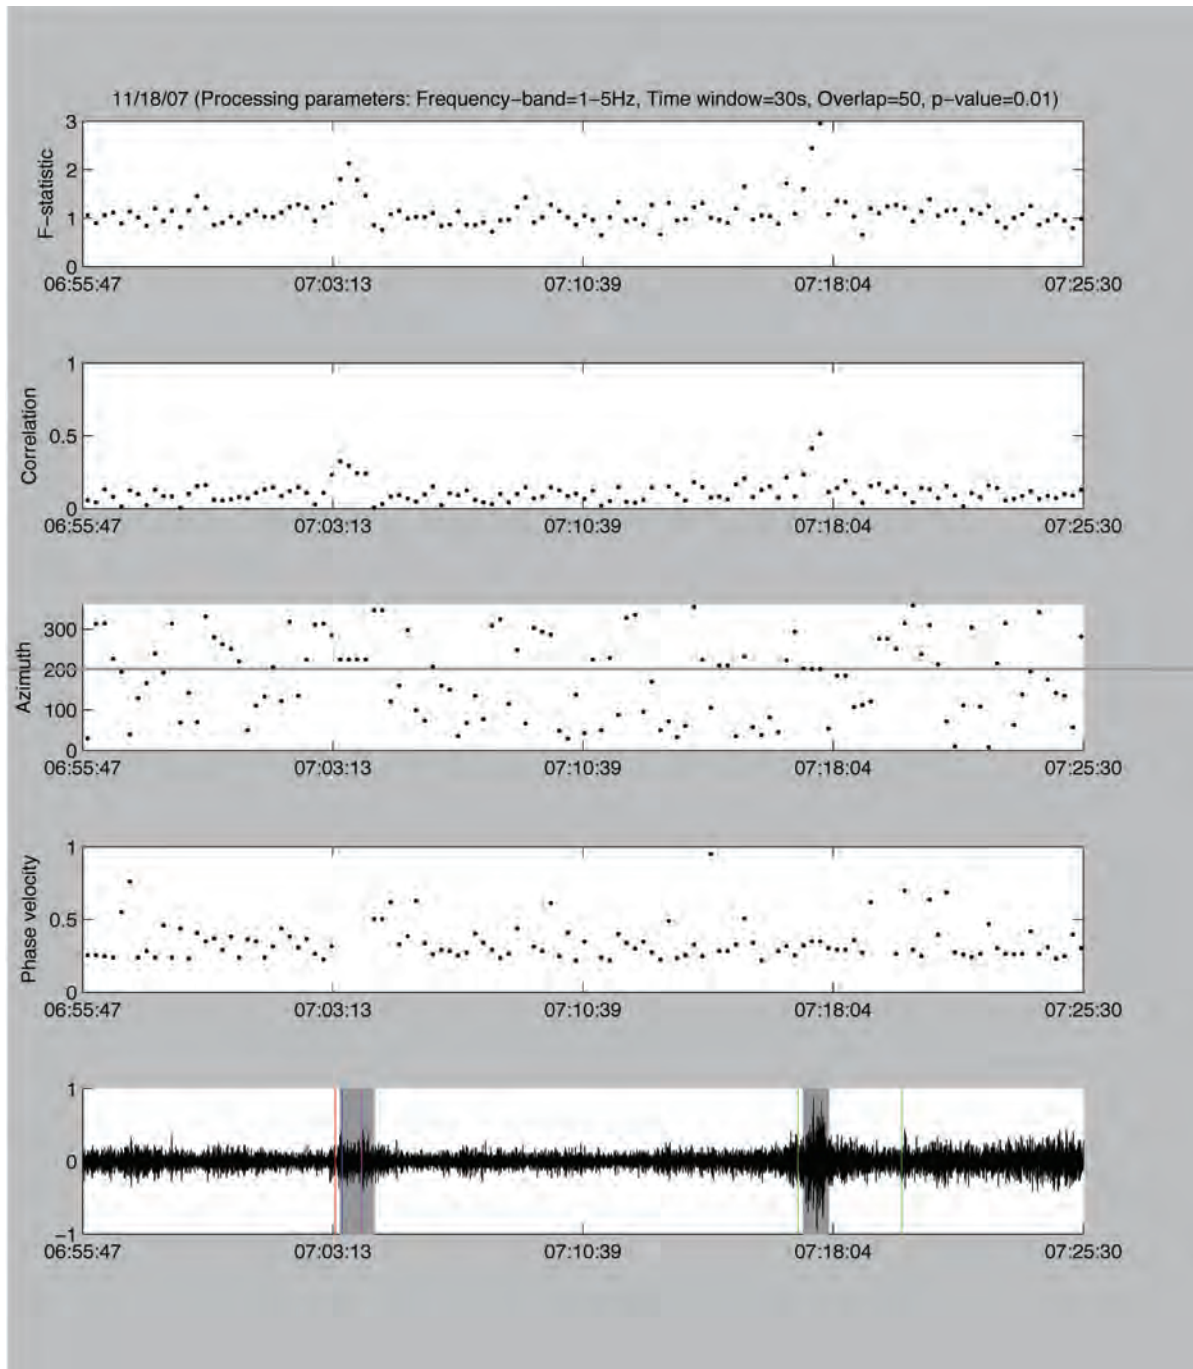 11/18/07 (Processing parameters: Frequency−band=1−5Hz, Time window=30s, Overlap=50, p−value=0.01)
F−statistic
3
2
1
0
06:55:47 07:03:13 07:10:39 07:18:04 07:25:30
Correlation
1
0.5
0
06:55:47 07:03:13 07:10:39 07:18:04 07:25:30
Azimuth
300
200
100
0
06:55:47 07:03:13 07:10:39 07:18:04 07:25:30
Phase velocity
1
0.5
0
06:55:47 07:03:13 07:10:39 07:18:04 07:25:30
1
0
−1
06:55:47 07:03:13 07:10:39 07:18:04 07:25:30